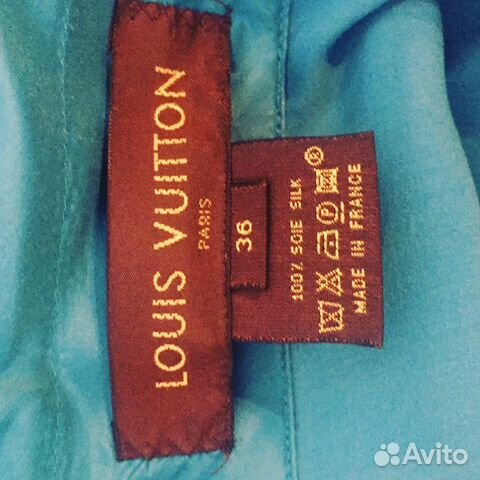 LOUIS VUITTON
PARIS
36
100% SOIE SILK
MADE IN FRANCE
Avito